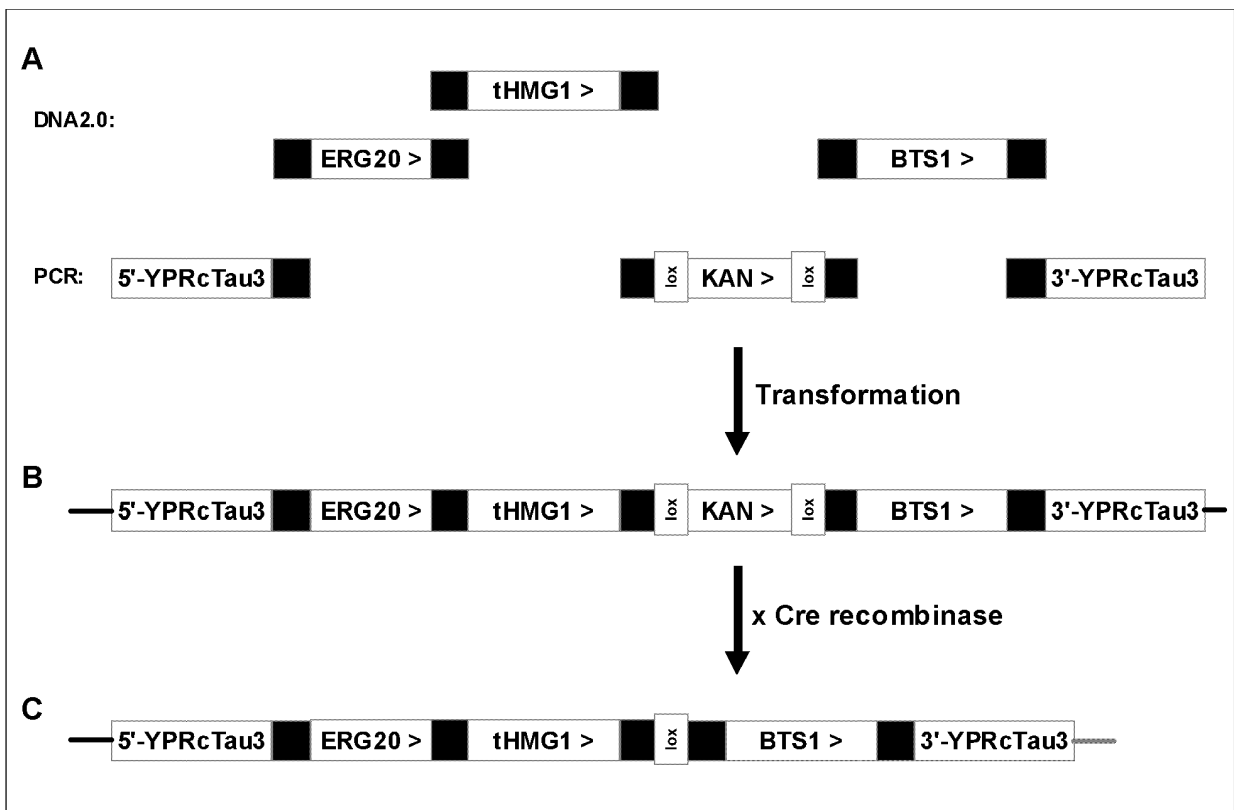 A
DNA2.0:
tHMG1 >
ERG20 >
BTS1 >
PCR:
5'-YPRcTau3
lox
KAN >
lox
3'-YPRcTau3
Transformation
B
5'-YPRcTau3
ERG20 >
tHMG1 >
lox
KAN >
lox
BTS1 >
3'-YPRcTau3
x Cre recombinase
C
5'-YPRcTau3
ERG20 >
tHMG1 >
lox
BTS1 >
3'-YPRcTau3